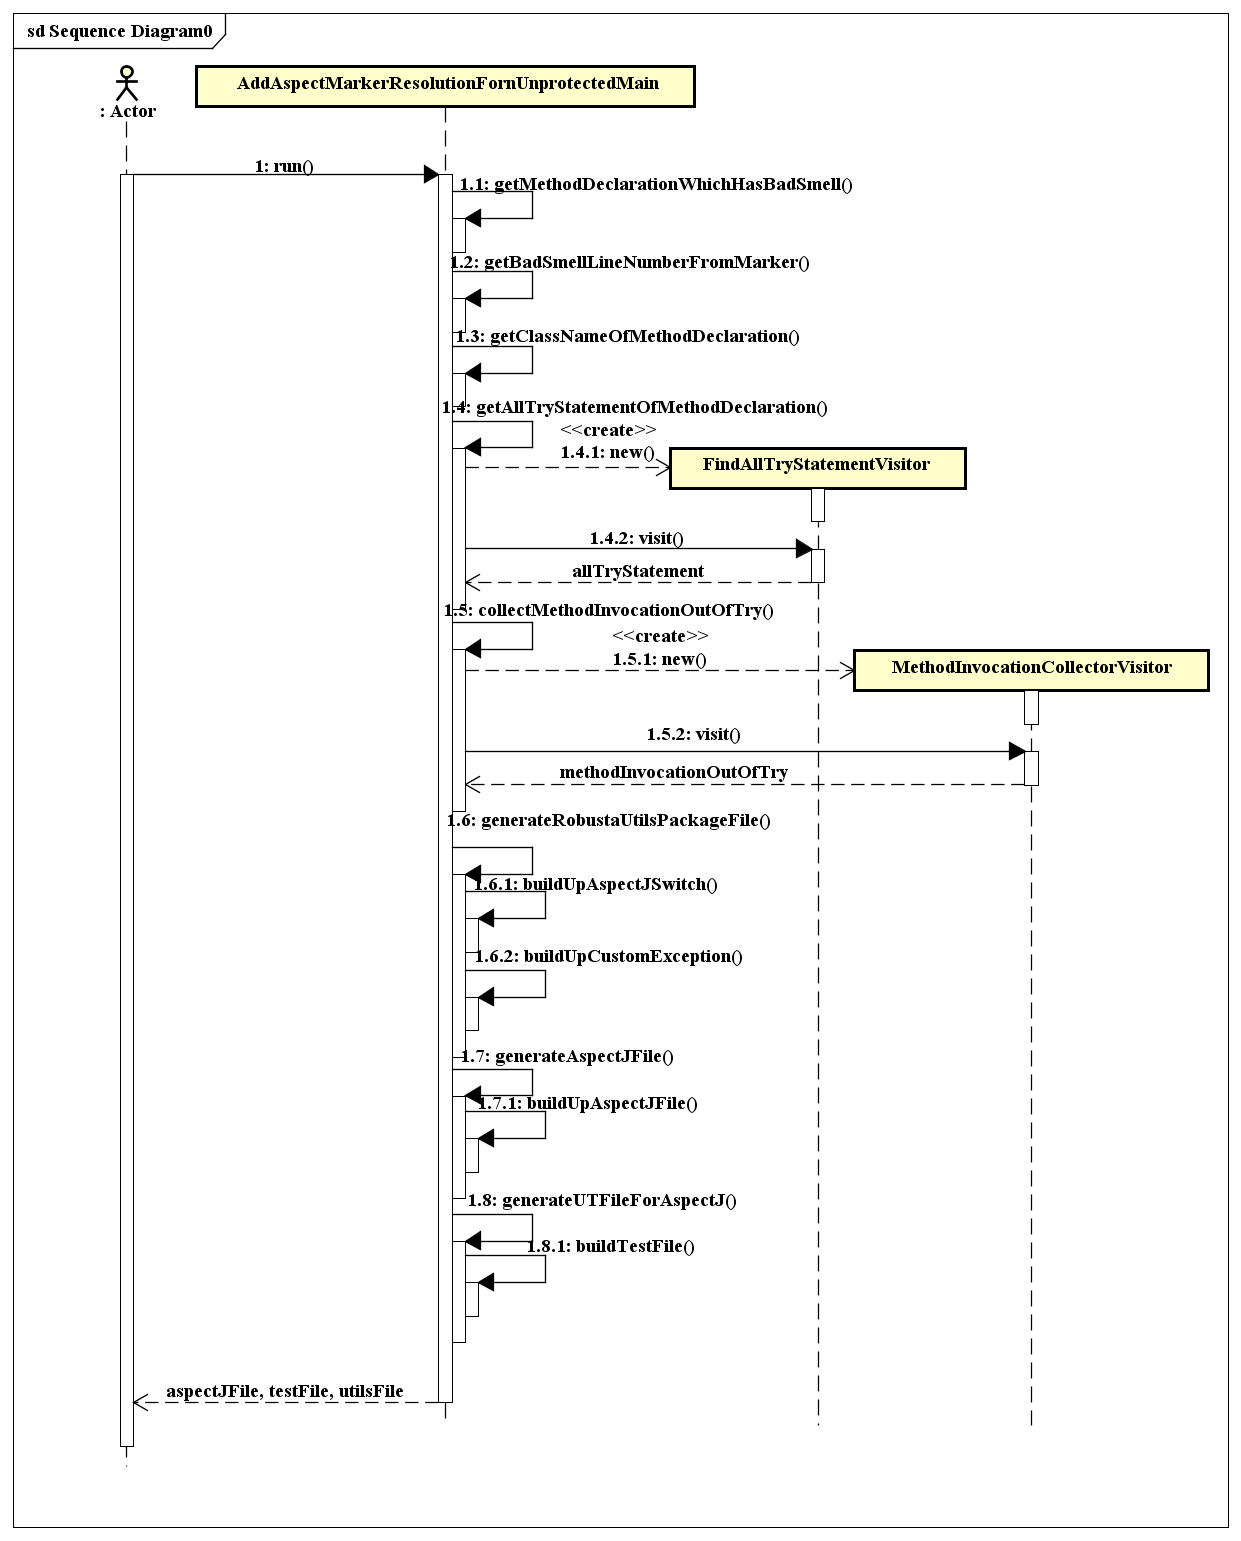 sd Sequence Diagram0
: Actor
AddAspectMarkerResolutionFornUnprotectedMain
1: run()
1.1: getMethodDeclarationWhichHasBadSmell()
1.2: getBadSmellLineNumberFromMarker()
1.3: getClassNameOfMethodDeclaration()
1.4: getAllTryStatementOfMethodDeclaration()
<<create>>
1.4.1: new()
FindAllTryStatementVisitor
1.4.2: visit()
allTryStatement
1.5: collectMethodInvocationOutOfTry()
<<create>>
1.5.1: new()
MethodInvocationCollectorVisitor
1.5.2: visit()
methodInvocationOutOfTry
1.6: generateRobustaUtilsPackageFile()
1.6.1: buildUpAspectJSwitch()
1.6.2: buildUpCustomException()
1.7: generateAspectJFile()
1.7.1: buildUpAspectJFile()
1.8: generateUTFileForAspectJ()
1.8.1: buildTestFile()
aspectJFile, testFile, utilsFile